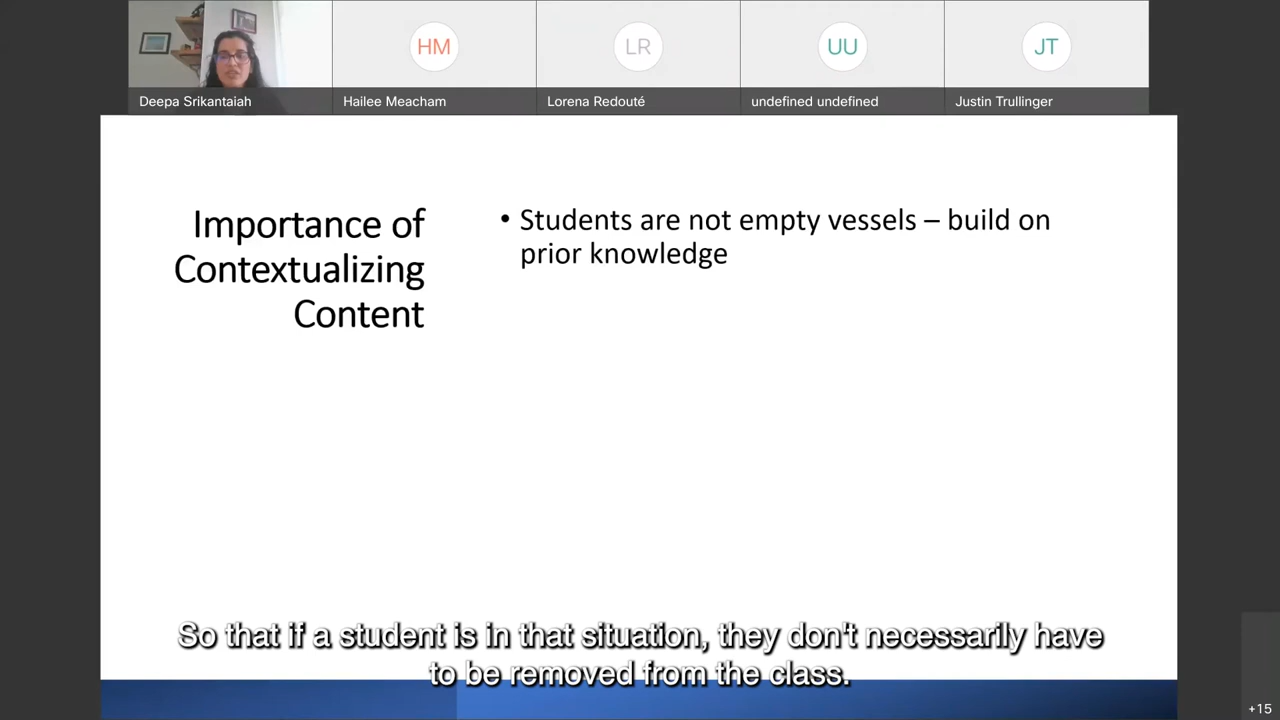 HM
LR
UU
JT
Deepa Srikantaiah
Hailee Meacham
Lorena Redouté
undefined undefined
Justin Trullinger
Importance of
Contextualizing
Content
• Students are not empty vessels – build on
prior knowledge
So that if a student is in that situation, they don't necessarily have
to be removed from the class.
+15